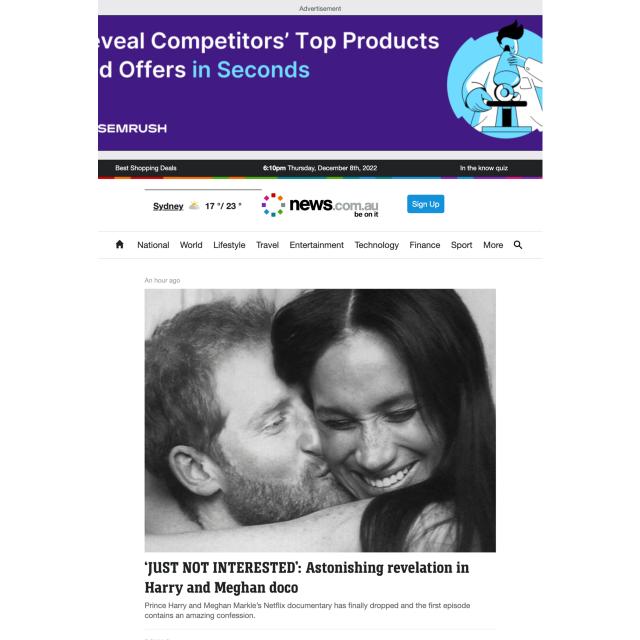 Advertisement
veal Competitors' Top Products
d Offers in Seconds
SEMRUSH
Best Shopping Deals
6:10pm Thursday, December 8th, 2022
In the know quiz
Sydney 17 °/ 23 °
news.com.au
be on it
Sign Up
National World Lifestyle Travel Entertainment Technology Finance Sport More
An hour ago
‘JUST NOT INTERESTED’: Astonishing revelation in
Harry and Meghan doco
Prince Harry and Meghan Markle’s Netflix documentary has finally dropped and the first episode
contains an amazing confession.